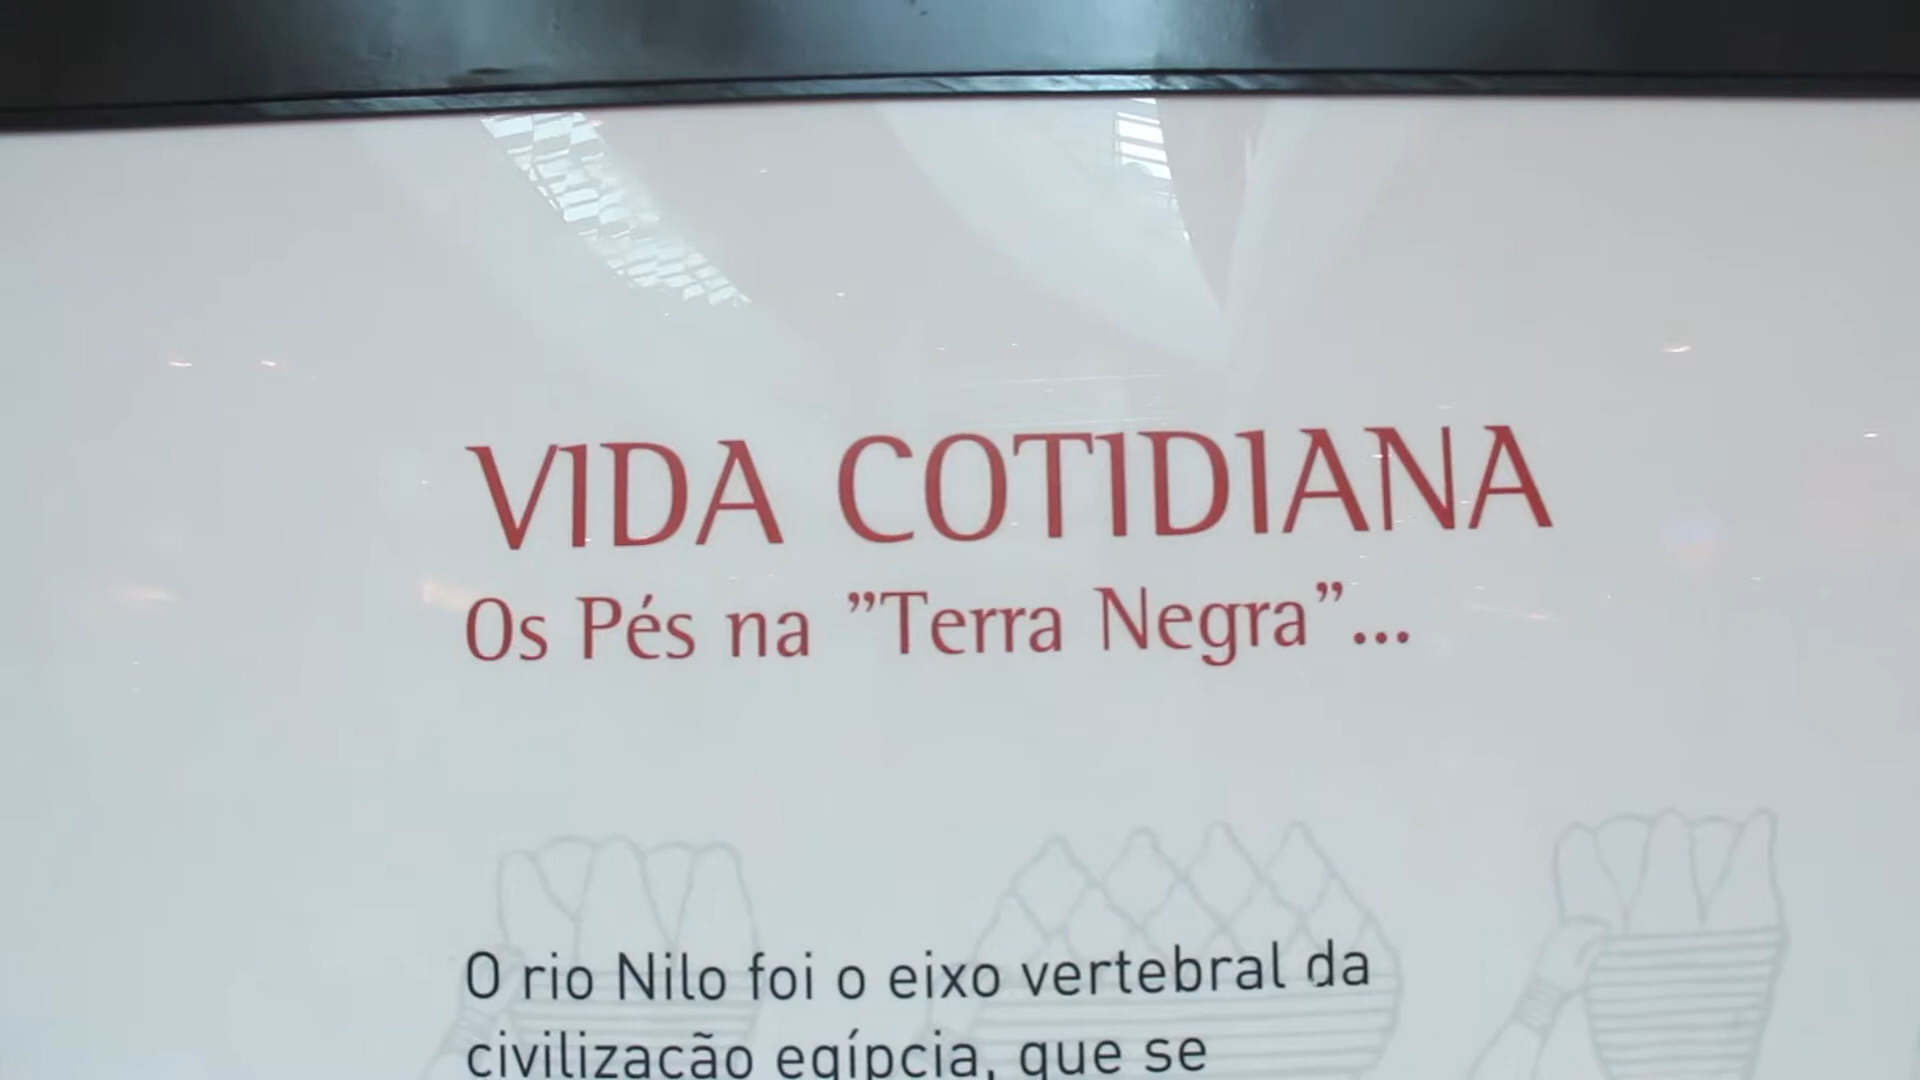 VIDA COTIDIANA
Os Pés na ”Terra Negra”...
O rio Nilo foi o eixo vertebral da
civilização egípcia, que se